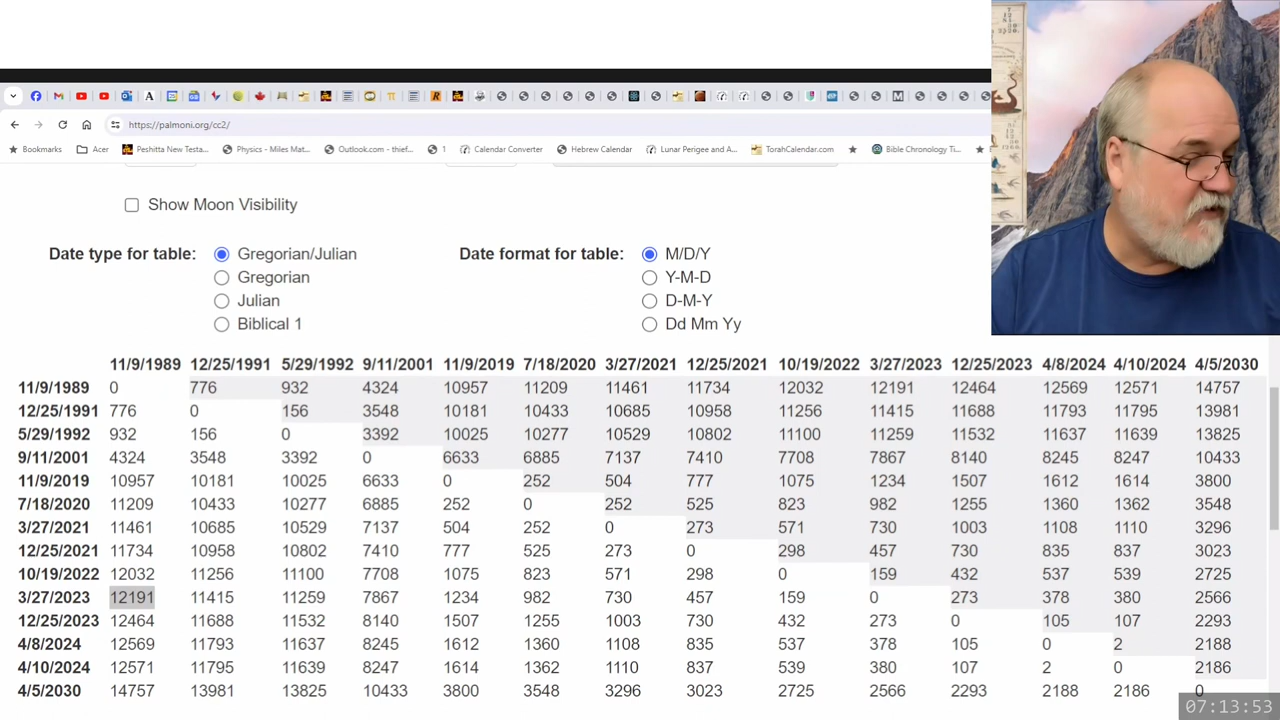 https://palmoni.org/cc2/
Bookmarks Acer Peshitta New Testa... Physics - Miles Mat... Outlook.com - thief... 1 Calendar Converter Hebrew Calendar Lunar Perigee and A... TorahCalendar.com Bible Chronology Ti...
Show Moon Visibility
Date type for table: Gregorian/Julian Date format for table: M/D/Y
Gregorian Y-M-D
Julian D-M-Y
Biblical 1 Dd Mm Yy
11/9/1989 12/25/1991 5/29/1992 9/11/2001 11/9/2019 7/18/2020 3/27/2021 12/25/2021 10/19/2022 3/27/2023 12/25/2023 4/8/2024 4/10/2024 4/5/2030
11/9/1989 0 776 932 4324 10957 11209 11461 11734 12032 12191 12464 12569 12571 14757
12/25/1991 776 0 156 3548 10181 10433 10685 10958 11256 11415 11688 11793 11795 13981
5/29/1992 932 156 0 3392 10025 10277 10529 10802 11100 11259 11532 11637 11639 13825
9/11/2001 4324 3548 3392 0 6633 6885 7137 7410 7708 7867 8140 8245 8247 10433
11/9/2019 10957 10181 10025 6633 0 252 504 777 1075 1234 1507 1612 1614 3800
7/18/2020 11209 10433 10277 6885 252 0 252 525 823 982 1255 1360 1362 3548
3/27/2021 11461 10685 10529 7137 504 252 0 273 571 730 1003 1108 1110 3296
12/25/2021 11734 10958 10802 7410 777 525 273 0 298 457 730 835 837 3023
10/19/2022 12032 11256 11100 7708 1075 823 571 298 0 159 432 537 539 2725
3/27/2023 12191 11415 11259 7867 1234 982 730 457 159 0 273 378 380 2566
12/25/2023 12464 11688 11532 8140 1507 1255 1003 730 432 273 0 105 107 2293
4/8/2024 12569 11793 11637 8245 1612 1360 1108 835 537 378 105 0 2 2188
4/10/2024 12571 11795 11639 8247 1614 1362 1110 837 539 380 107 2 0 2186
4/5/2030 14757 13981 13825 10433 3800 3548 3296 3023 2725 2566 2293 2188 2186 0
07:13:53